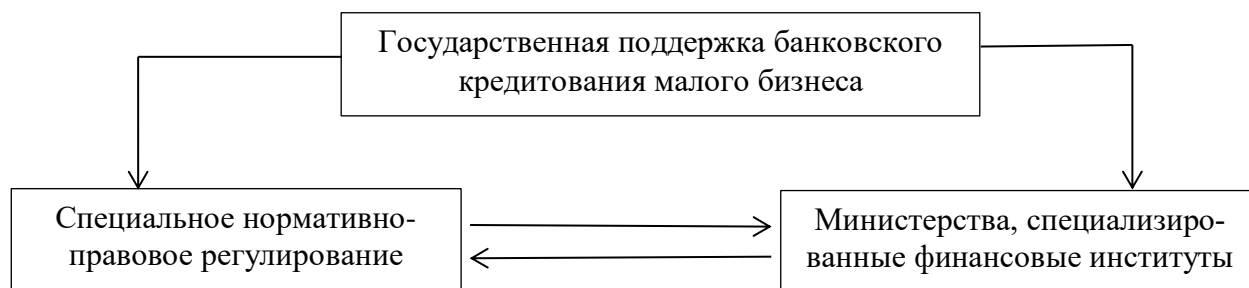 Государственная поддержка банковского
кредитования малого бизнеса
Специальное нормативно-
правовое регулирование
Министерства, специализиро-
ванные финансовые институты